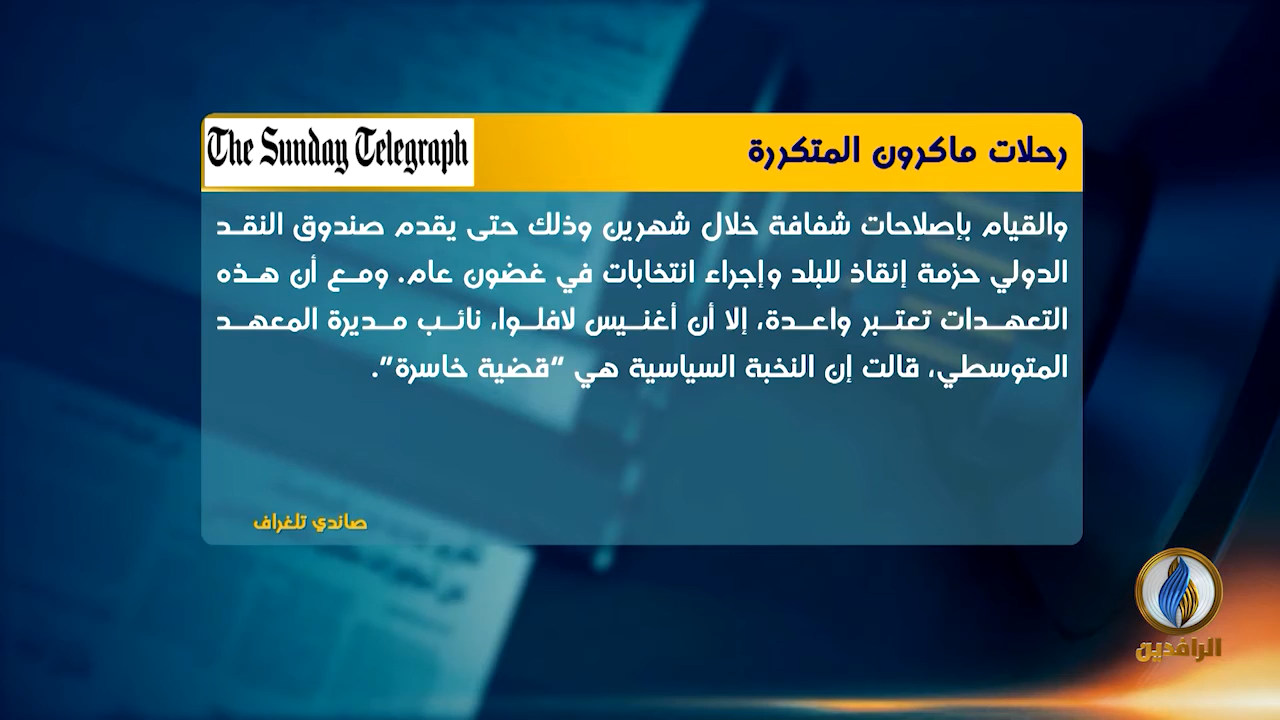 The Sunday Telegraph
رحلات ماكرون المتكررة
والقيام بإصلاحات شفافة خلال شهرين وذلك حتى يقدم صندوق النقد
الدولي حزمة إنقاذ للبلد وإجراء انتخابات في غضون عام. ومع أن هذه
التعهدات تعتبر واعدة، إلا أن أغنيس لافلوا، نائب مديرة المعهد
المتوسطي، قالت إن النخبة السياسية هي “قضية خاسرة”.
صاندي تلغراف
الرافدين